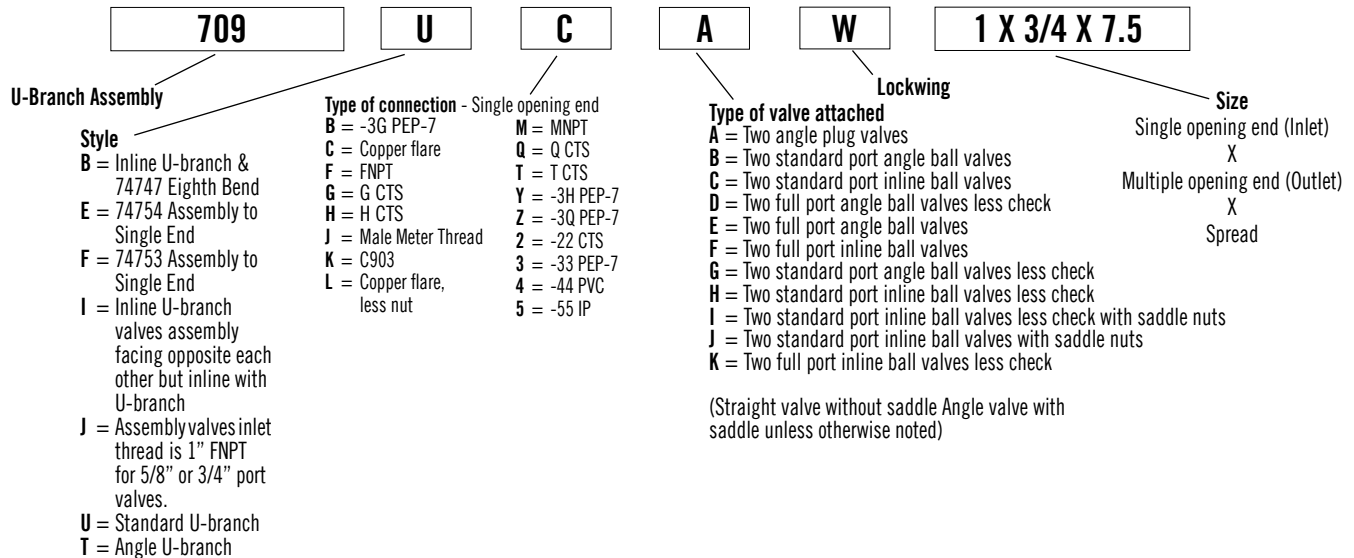 709 U C A W 1 X 3/4 X 7.5
U-Branch Assembly
Style
B = Inline U-branch &
74747 Eighth Bend
E = 74754 Assembly to
Single End
F = 74753 Assembly to
Single End
I = Inline U-branch
valves assembly
facing opposite each
other but inline with
U-branch
J = Assembly valves inlet
thread is 1” FNPT
for 5/8” or 3/4” port
valves.
U = Standard U-branch
T = Angle U-branch
Type of connection - Single opening end
B = -3G PEP-7
C = Copper flare
F = FNPT
G = G CTS
H = H CTS
J = Male Meter Thread
K = C903
L = Copper flare,
less nut
M = MNPT
Q = Q CTS
T = T CTS
Y = -3H PEP-7
Z = -3Q PEP-7
2 = -22 CTS
3 = -33 PEP-7
4 = -44 PVC
5 = -55 IP
Type of valve attached
A = Two angle plug valves
B = Two standard port angle ball valves
C = Two standard port inline ball valves
D = Two full port angle ball valves less check
E = Two full port angle ball valves
F = Two full port inline ball valves
G = Two standard port angle ball valves less check
H = Two standard port inline ball valves less check
I = Two standard port inline ball valves less check with saddle nuts
J = Two standard port inline ball valves with saddle nuts
K = Two full port inline ball valves less check
(Straight valve without saddle Angle valve with
saddle unless otherwise noted)
Lockwing
Size
Single opening end (Inlet)
X
Multiple opening end (Outlet)
X
Spread